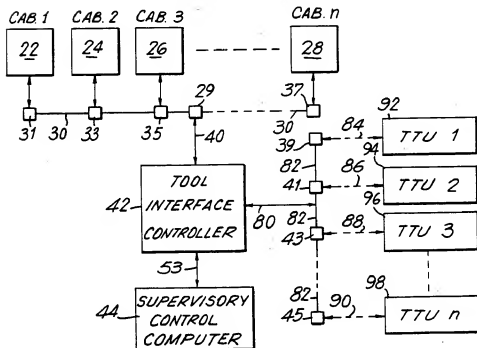 CAB. 1 CAB. 2 CAB. 3 CAB. n
22 24 26 28
29 37
31 30 33 35 30
40 39 84 92 TTU 1
82 94
42 TOOL INTERFACE CONTROLLER 80 41 86 TTU 2
82 96
43 88 TTU 3
53
44 SUPERVISORY CONTROL COMPUTER 82 98
45 90 TTU n